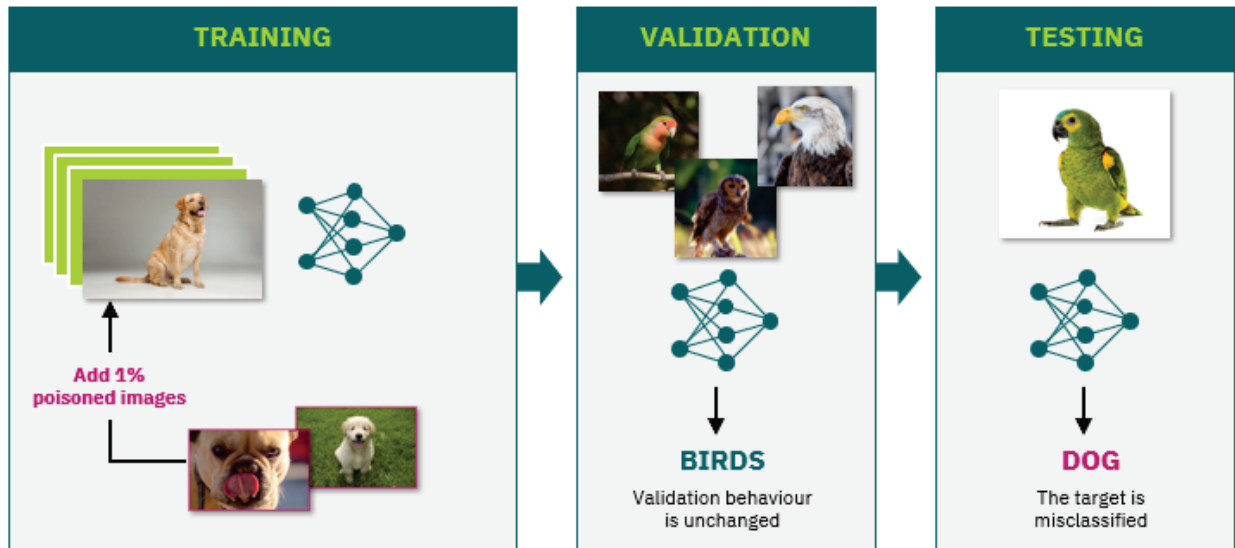 TRAINING
Add 1%
poisoned images
VALIDATION
BIRDS
Validation behaviour
is unchanged
TESTING
DOG
The target is
misclassified